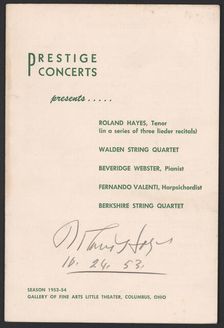 PRESTIGE
CONCERTS
presents.....
ROLAND HAYES, Tenor
(in a series of three lieder recitals)
WALDEN STRING QUARTET
BEVERIDGE WEBSTER, Pianist
FERNANDO VALENTI, Harpsichordist
BERKSHIRE STRING QUARTET
Hayes
10. 24. 53.
SEASON 1953-54
GALLERY OF FINE ARTS LITTLE THEATER, COLUMBUS, OHIO